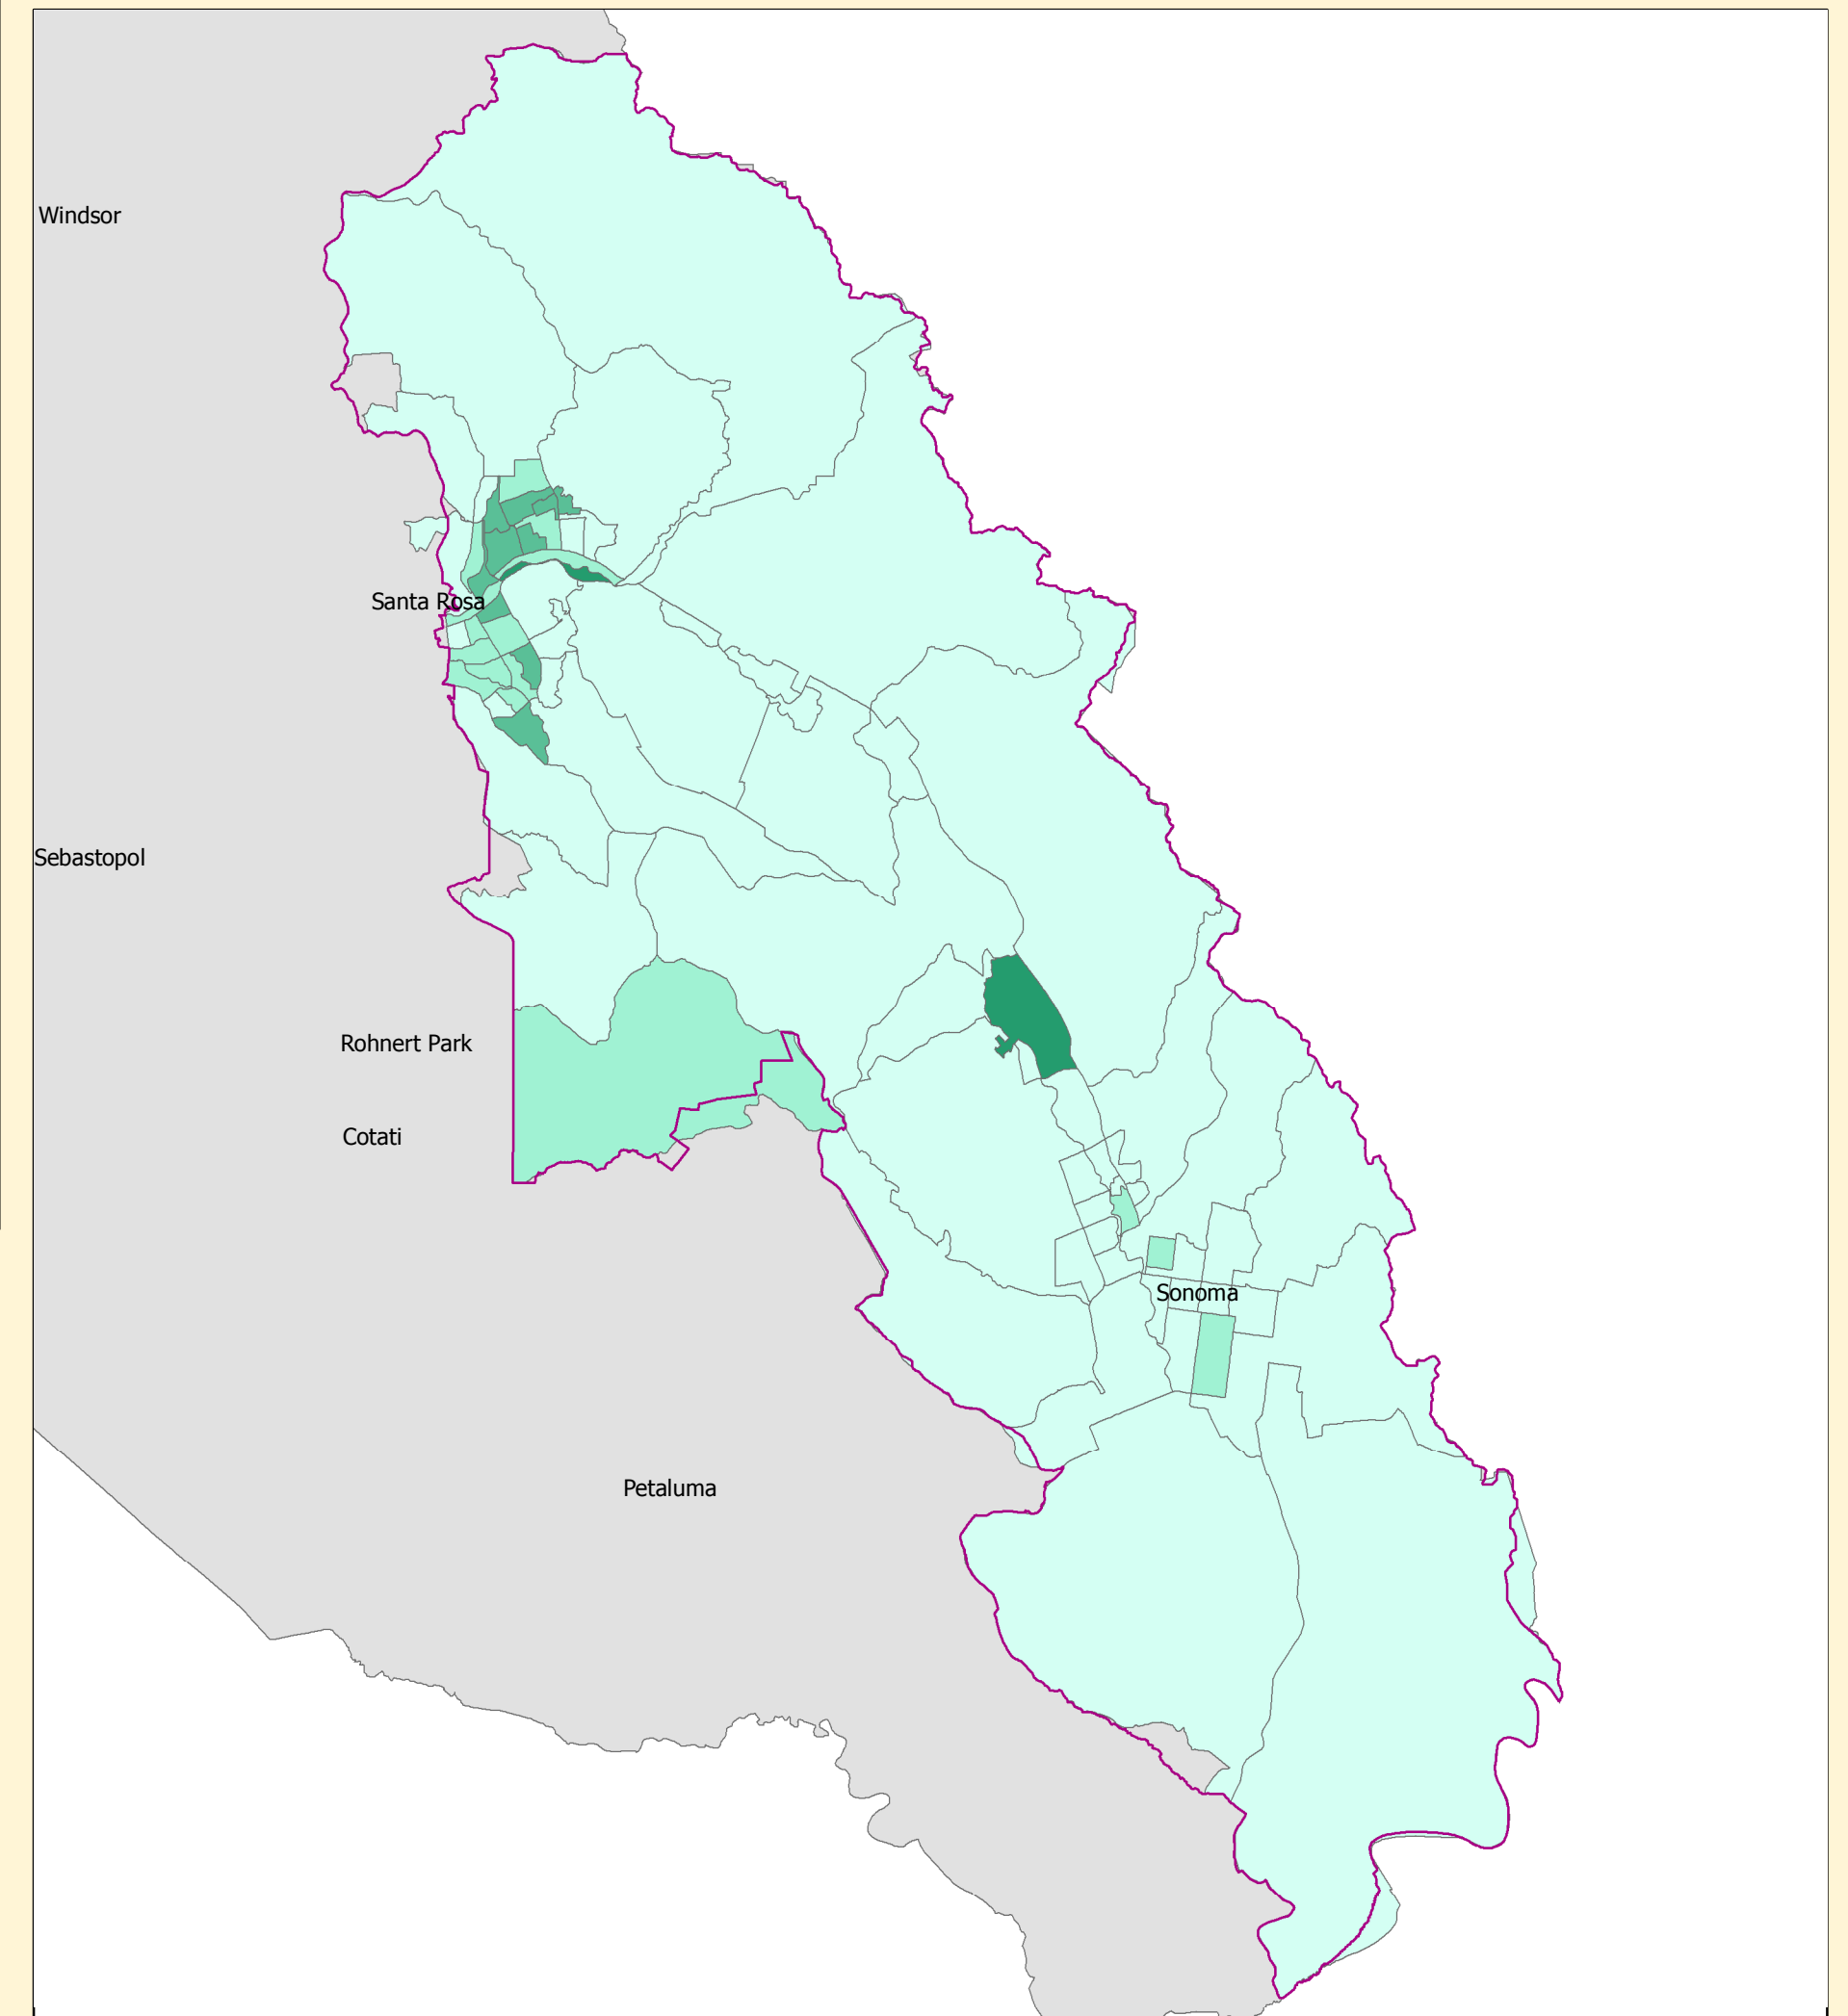 Windsor
Santa Rosa
Sebastopol
Rohnert Park
Cotati
Sonoma
Petaluma